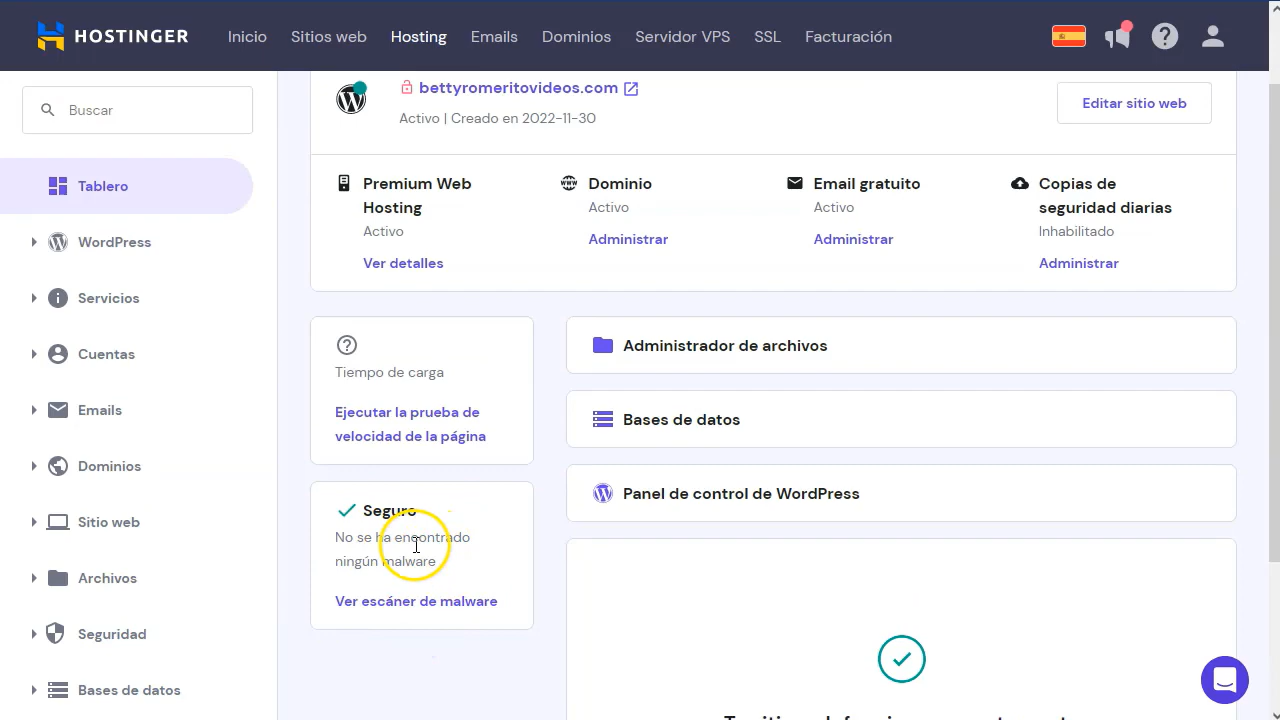 HOSTINGER
Inicio
Sitios web
Hosting
Emails
Dominios
Servidor VPS
SSL
Facturación
Buscar
Tablero
WordPress
Servicios
Cuentas
Emails
Dominios
Sitio web
Archivos
Seguridad
Bases de datos
bettyromeritovideos.com
Activo | Creado en 2022-11-30
Editar sitio web
Premium Web
Hosting
Activo
Ver detalles
Dominio
Activo
Administrar
Email gratuito
Activo
Administrar
Copias de
seguridad diarias
Inhabilitado
Administrar
Tiempo de carga
Ejecutar la prueba de
velocidad de la página
Seguro
No se ha encontrado
ningún malware
Ver escáner de malware
Administrador de archivos
Bases de datos
Panel de control de WordPress